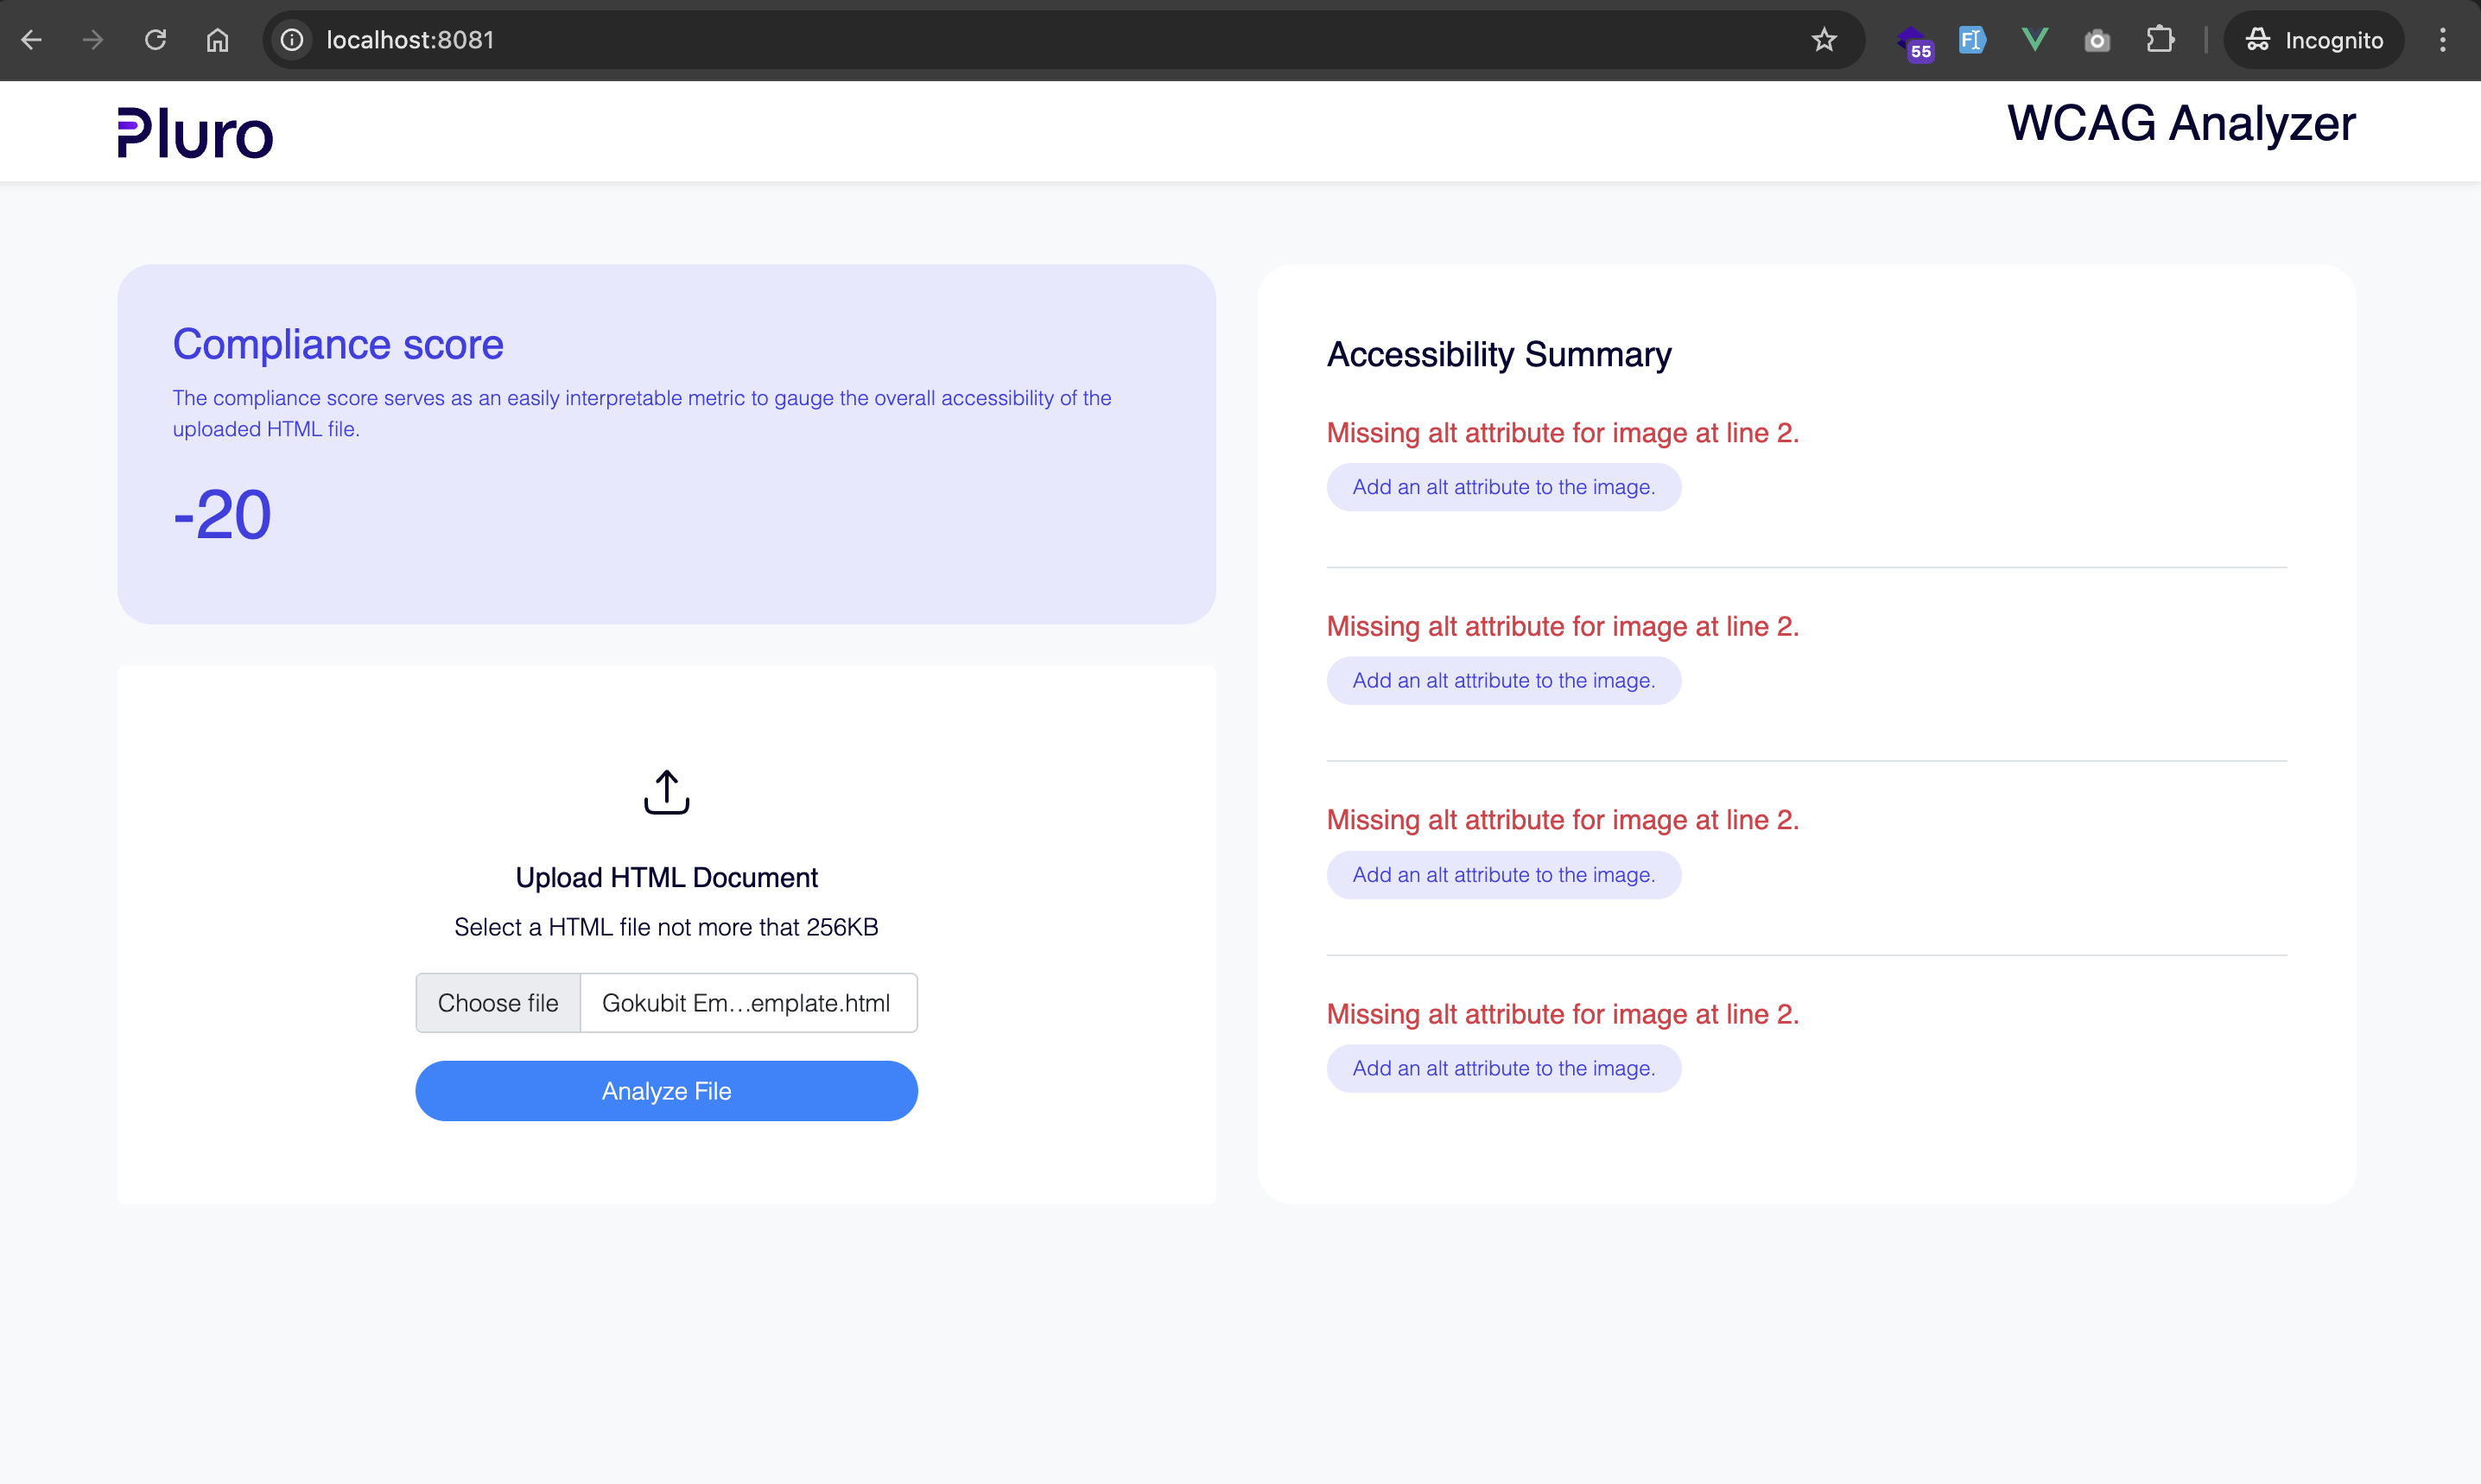 localhost:8081
55
Incognito
Pluro
WCAG Analyzer
Compliance score
The compliance score serves as an easily interpretable metric to gauge the overall accessibility of the
uploaded HTML file.
-20
Upload HTML Document
Select a HTML file not more that 256KB
Choose file
Gokubit Em…emplate.html
Analyze File
Accessibility Summary
Missing alt attribute for image at line 2.
Add an alt attribute to the image.
Missing alt attribute for image at line 2.
Add an alt attribute to the image.
Missing alt attribute for image at line 2.
Add an alt attribute to the image.
Missing alt attribute for image at line 2.
Add an alt attribute to the image.